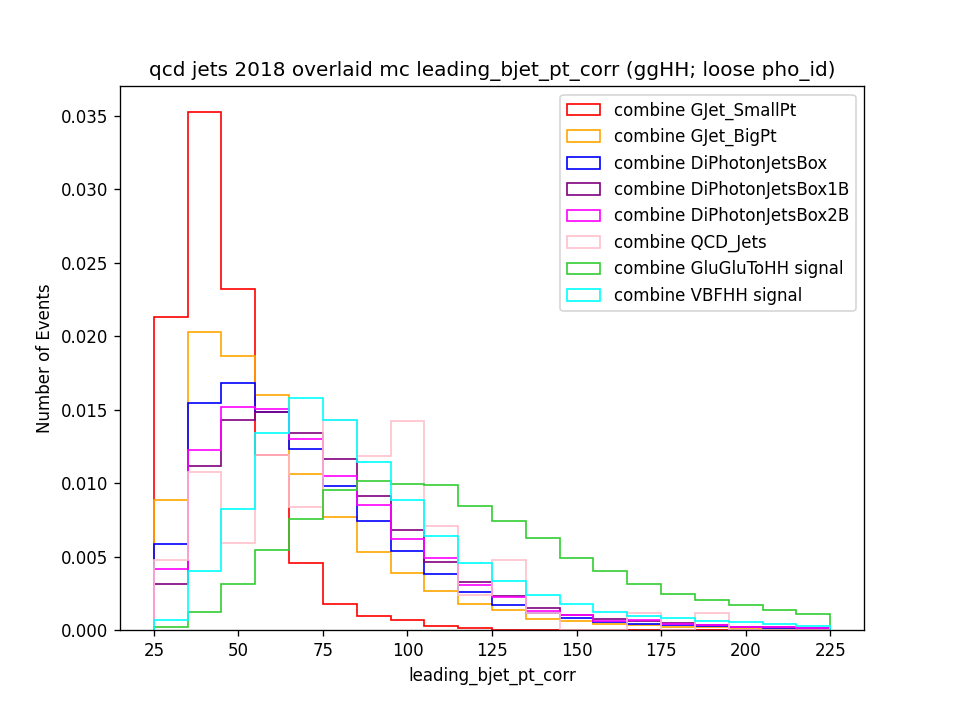 qcd jets 2018 overlaid mc leading_bjet_pt_corr (ggHH; loose pho_id)
combine GJet_SmallPt
combine GJet_BigPt
combine DiPhotonJetsBox
combine DiPhotonJetsBox1B
combine DiPhotonJetsBox2B
combine QCD_Jets
combine GluGluToHH signal
combine VBFHH signal
Number of Events
0.035
0.030
0.025
0.020
0.015
0.010
0.005
0.000
25 50 75 100 125 150 175 200 225
leading_bjet_pt_corr